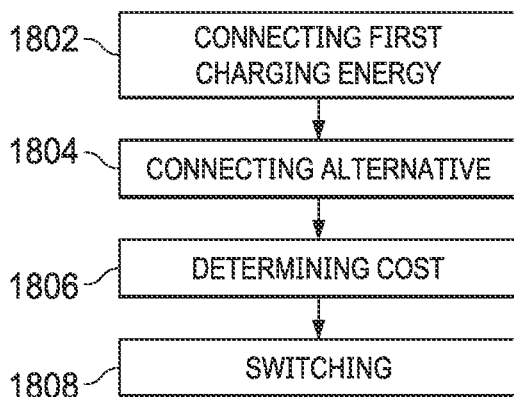 1802
CONNECTING FIRST
CHARGING ENERGY
1804
CONNECTING ALTERNATIVE
1806
DETERMINING COST
1808
SWITCHING